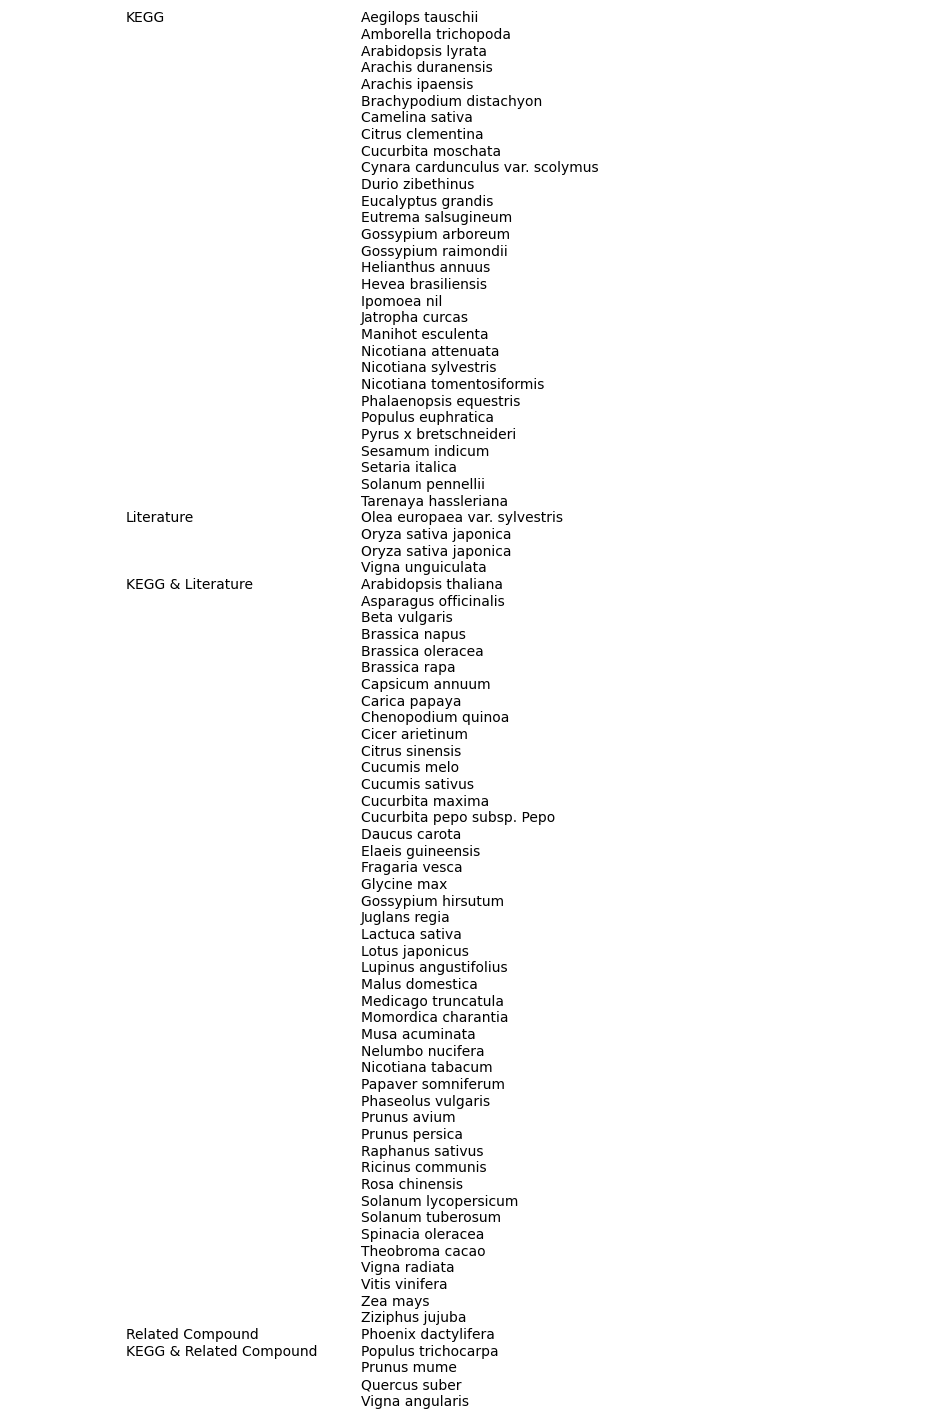 KEGG Aegilops tauschii
Amborella trichopoda
Arabidopsis lyrata
Arachis duranensis
Arachis ipaensis
Brachypodium distachyon
Camelina sativa
Citrus clementina
Cucurbita moschata
Cynara cardunculus var. scolymus
Durio zibethinus
Eucalyptus grandis
Eutrema salsugineum
Gossypium arboreum
Gossypium raimondii
Helianthus annuus
Hevea brasiliensis
Ipomoea nil
Jatropha curcas
Manihot esculenta
Nicotiana attenuata
Nicotiana sylvestris
Nicotiana tomentosiformis
Phalaenopsis equestris
Populus euphratica
Pyrus x bretschneideri
Sesamum indicum
Setaria italica
Solanum pennellii
Tarenaya hassleriana
Literature Olea europaea var. sylvestris
Oryza sativa japonica
Oryza sativa japonica
Vigna unguiculata
KEGG & Literature Arabidopsis thaliana
Asparagus officinalis
Beta vulgaris
Brassica napus
Brassica oleracea
Brassica rapa
Capsicum annuum
Carica papaya
Chenopodium quinoa
Cicer arietinum
Citrus sinensis
Cucumis melo
Cucumis sativus
Cucurbita maxima
Cucurbita pepo subsp. Pepo
Daucus carota
Elaeis guineensis
Fragaria vesca
Glycine max
Gossypium hirsutum
Juglans regia
Lactuca sativa
Lotus japonicus
Lupinus angustifolius
Malus domestica
Medicago truncatula
Momordica charantia
Musa acuminata
Nelumbo nucifera
Nicotiana tabacum
Papaver somniferum
Phaseolus vulgaris
Prunus avium
Prunus persica
Raphanus sativus
Ricinus communis
Rosa chinensis
Solanum lycopersicum
Solanum tuberosum
Spinacia oleracea
Theobroma cacao
Vigna radiata
Vitis vinifera
Zea mays
Ziziphus jujuba
Related Compound Phoenix dactylifera
KEGG & Related Compound Populus trichocarpa
Prunus mume
Quercus suber
Vigna angularis